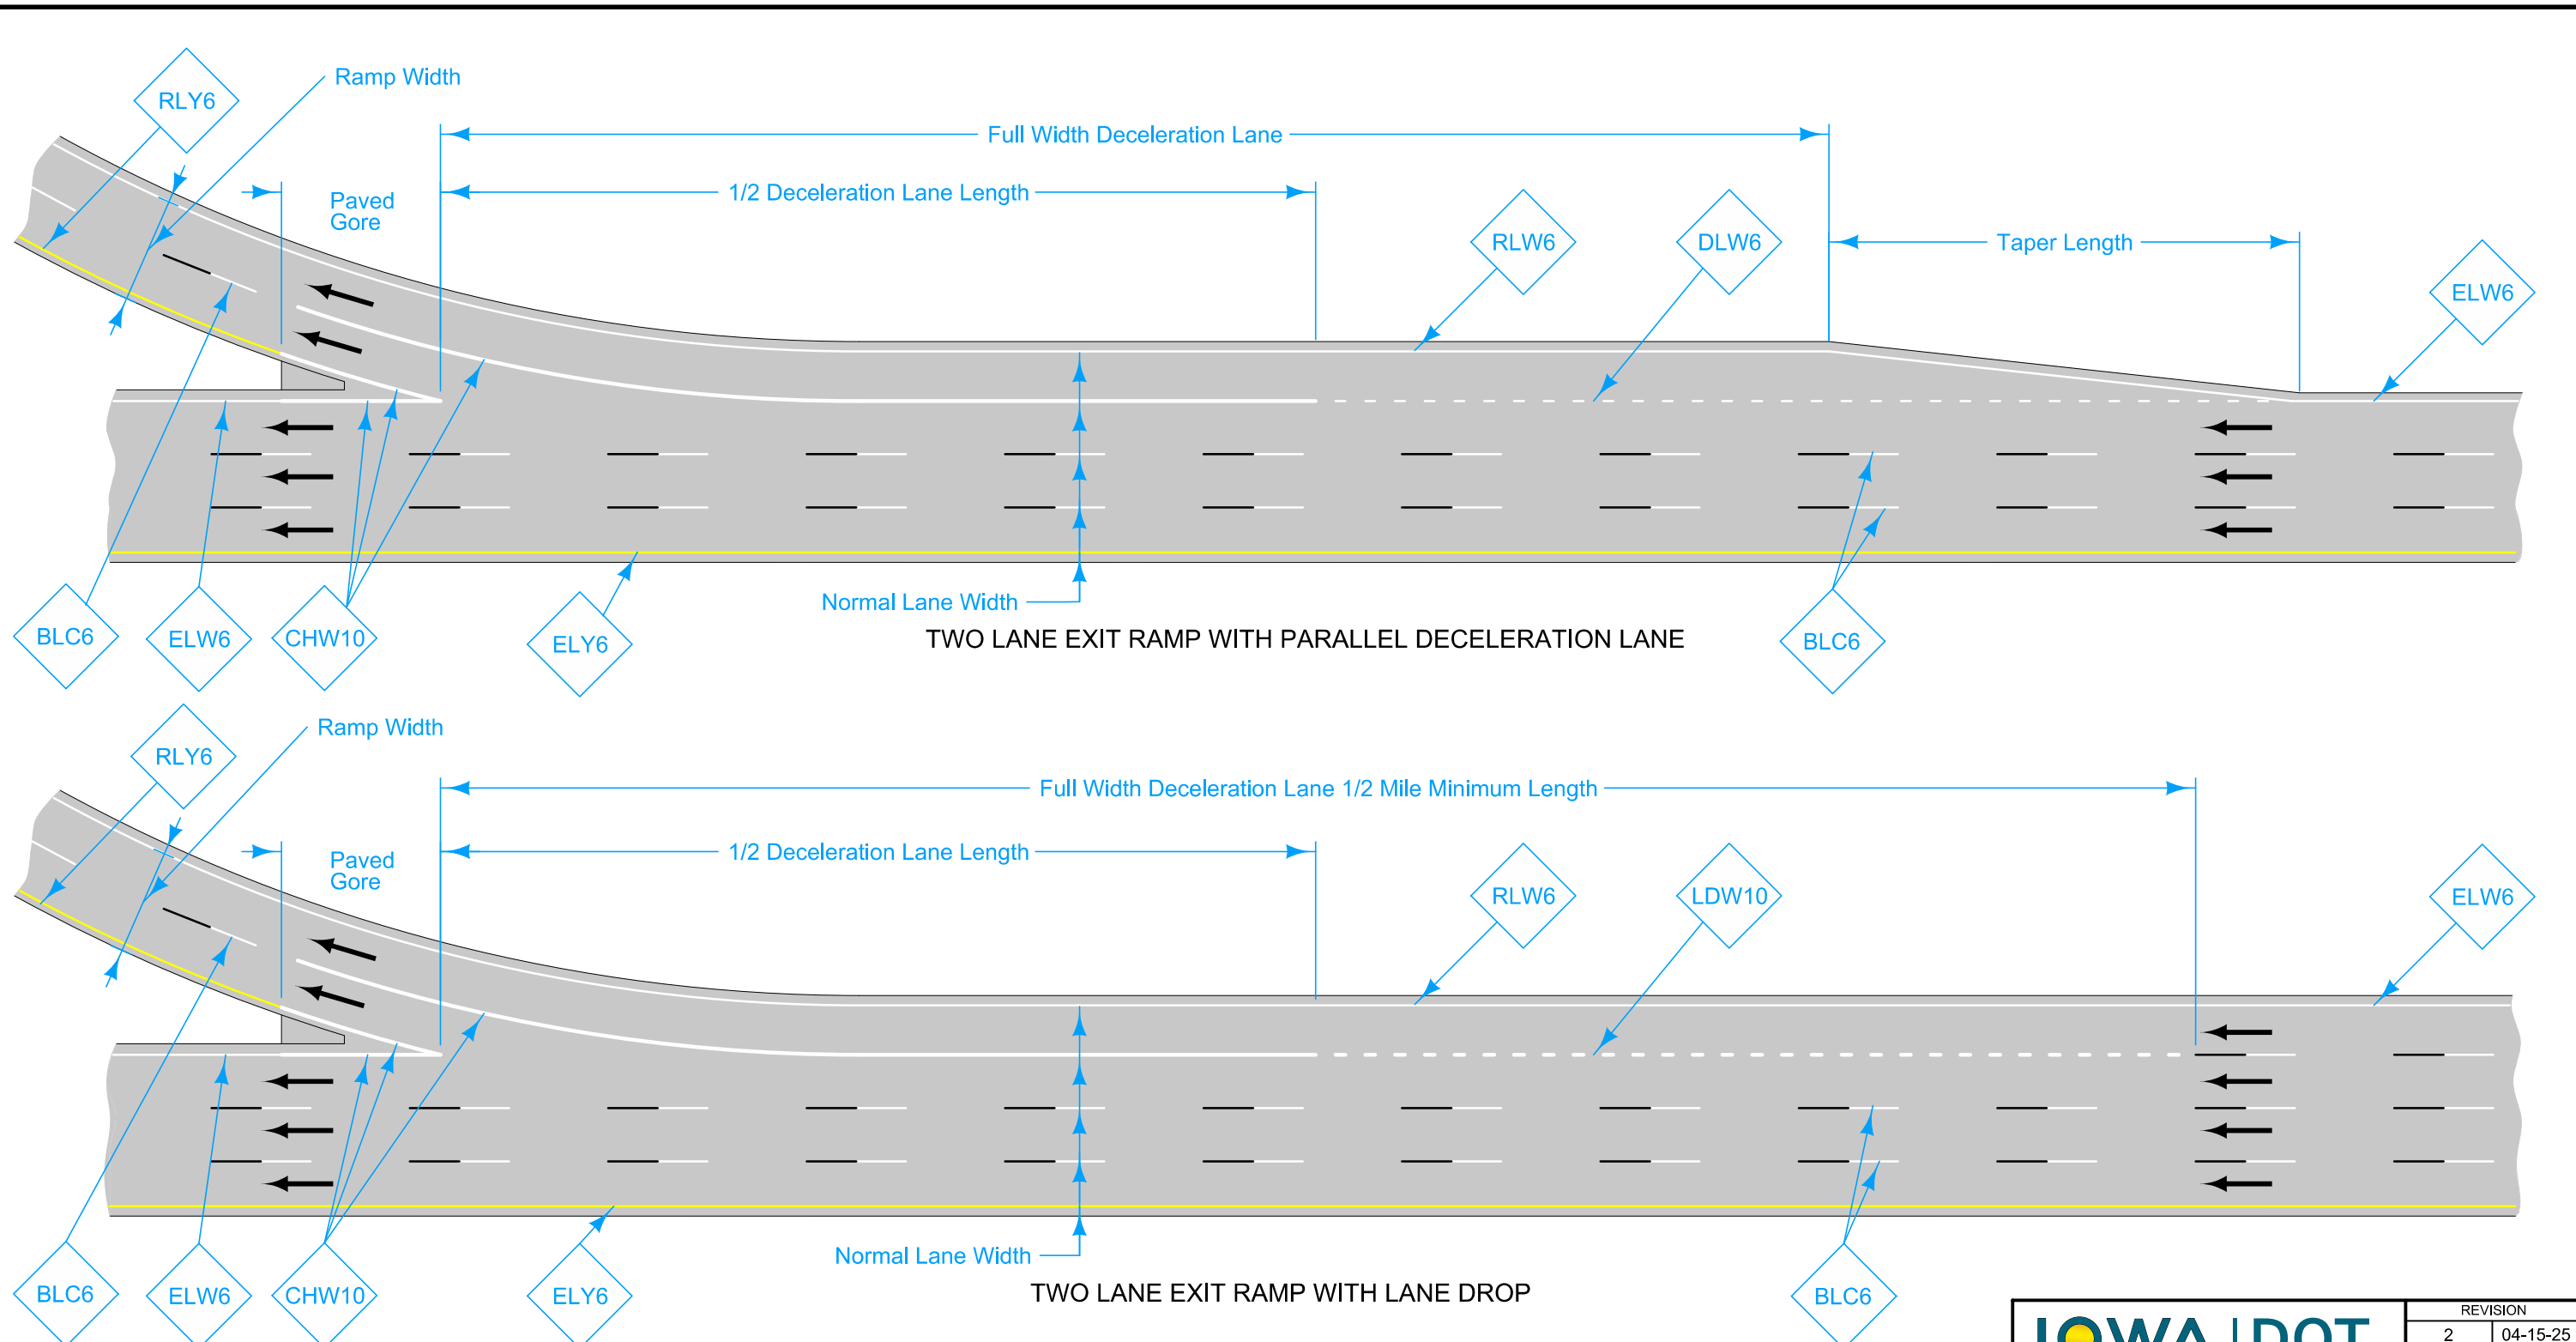 RLY6
Ramp Width
Full Width Deceleration Lane
Paved
Gore
1/2 Deceleration Lane Length
RLW6
DLW6
Taper Length
ELW6
Normal Lane Width
BLC6
ELW6
CHW10
ELY6
BLC6
TWO LANE EXIT RAMP WITH PARALLEL DECELERATION LANE
RLY6
Ramp Width
Full Width Deceleration Lane 1/2 Mile Minimum Length
Paved
Gore
1/2 Deceleration Lane Length
RLW6
LDW10
ELW6
Normal Lane Width
BLC6
ELW6
CHW10
ELY6
BLC6
TWO LANE EXIT RAMP WITH LANE DROP
IOWA DOT
REVISION
2 04-15-25